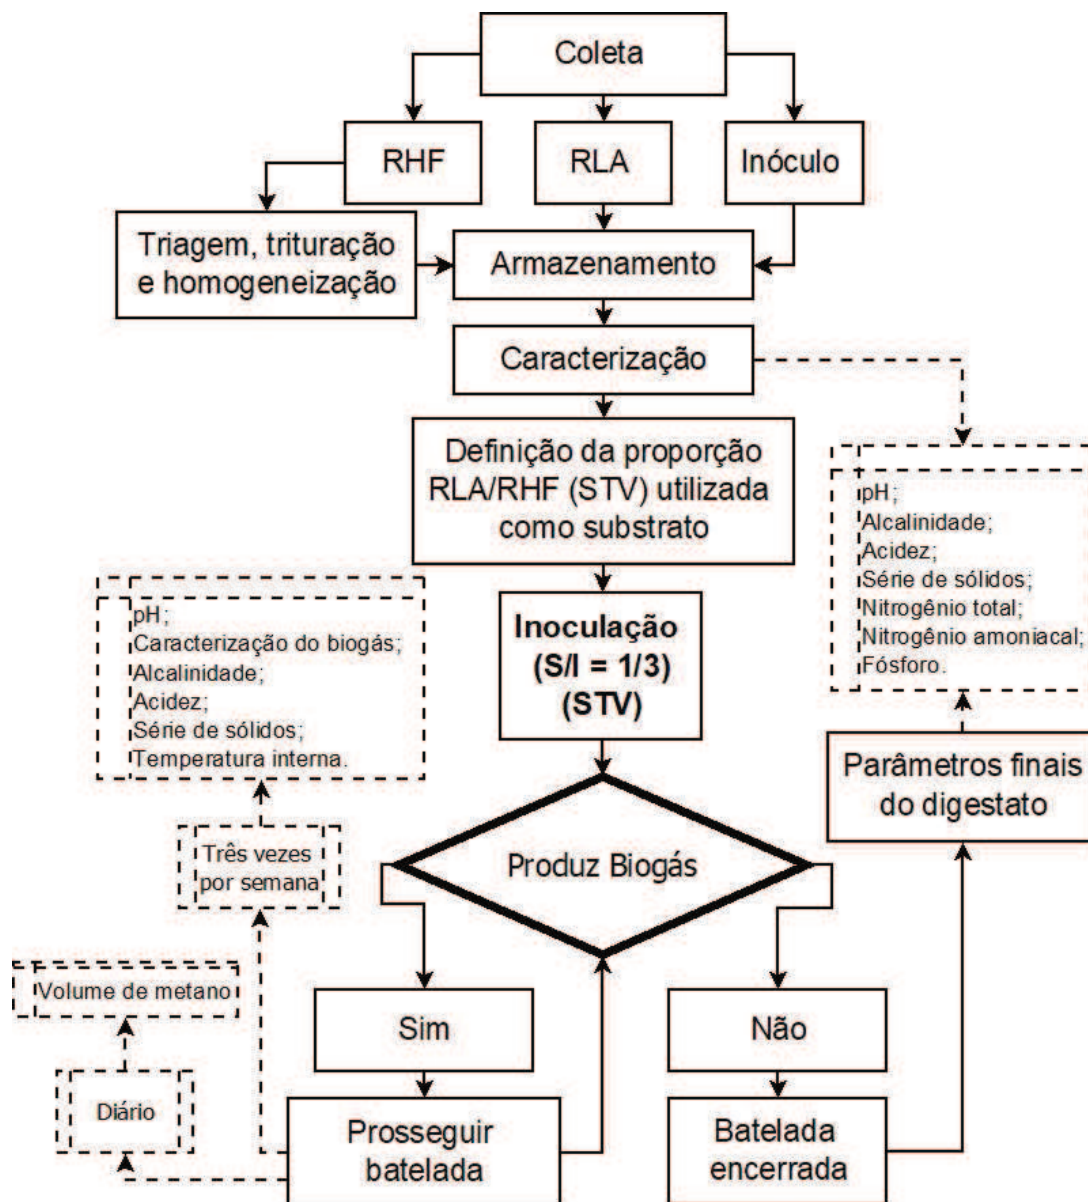 Coleta
RHF
RLA
Inóculo
Triagem, trituração
e homogeneização
Armazenamento
Caracterização
Definição da proporção
RLA/RHF (STV) utilizada
como substrato
pH;
Alcalinidade;
Acidez;
Série de sólidos;
Nitrogênio total;
Nitrogênio amoniacal;
Fósforo.
pH;
Caracterização do biogás;
Alcalinidade;
Acidez;
Série de sólidos;
Temperatura interna.
Inoculação
(S/I = 1/3)
(STV)
Parâmetros finais
do digestato
Três vezes
por semana
Produz Biogás
Volume de metano
Sim
Não
Diário
Prosseguir
batelada
Batelada
encerrada